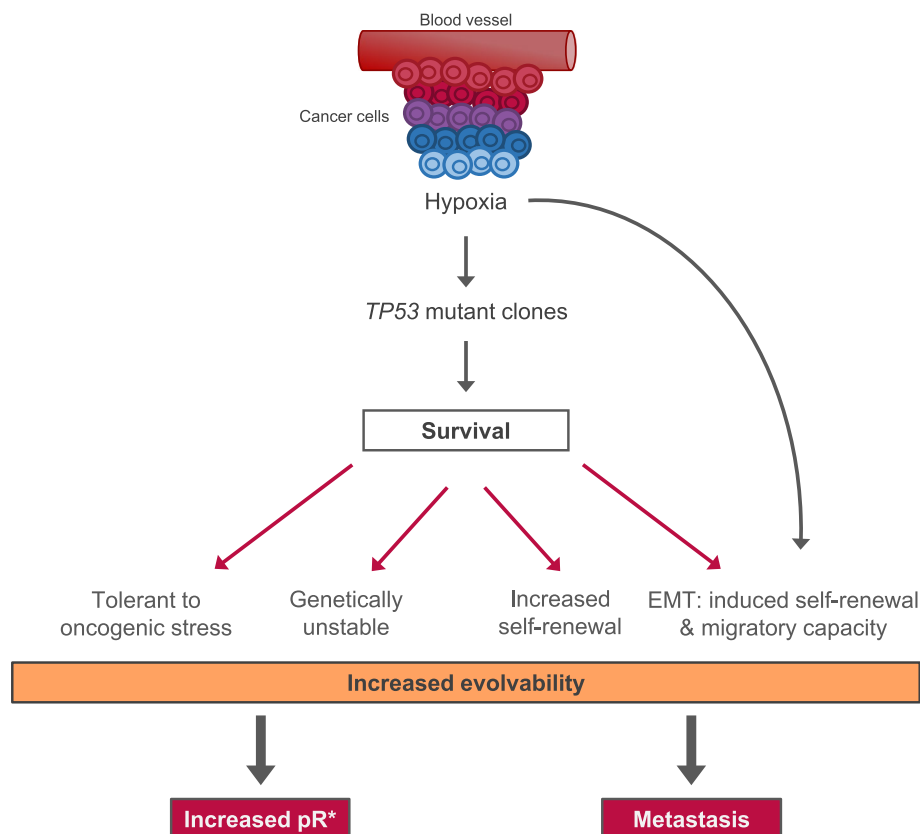 Blood vessel
Cancer cells
Hypoxia
TP53 mutant clones
Survival
Tolerant to
oncogenic stress
Genetically
unstable
Increased
self-renewal
EMT: induced self-renewal
& migratory capacity
Increased evolvability
Increased pR*
Metastasis